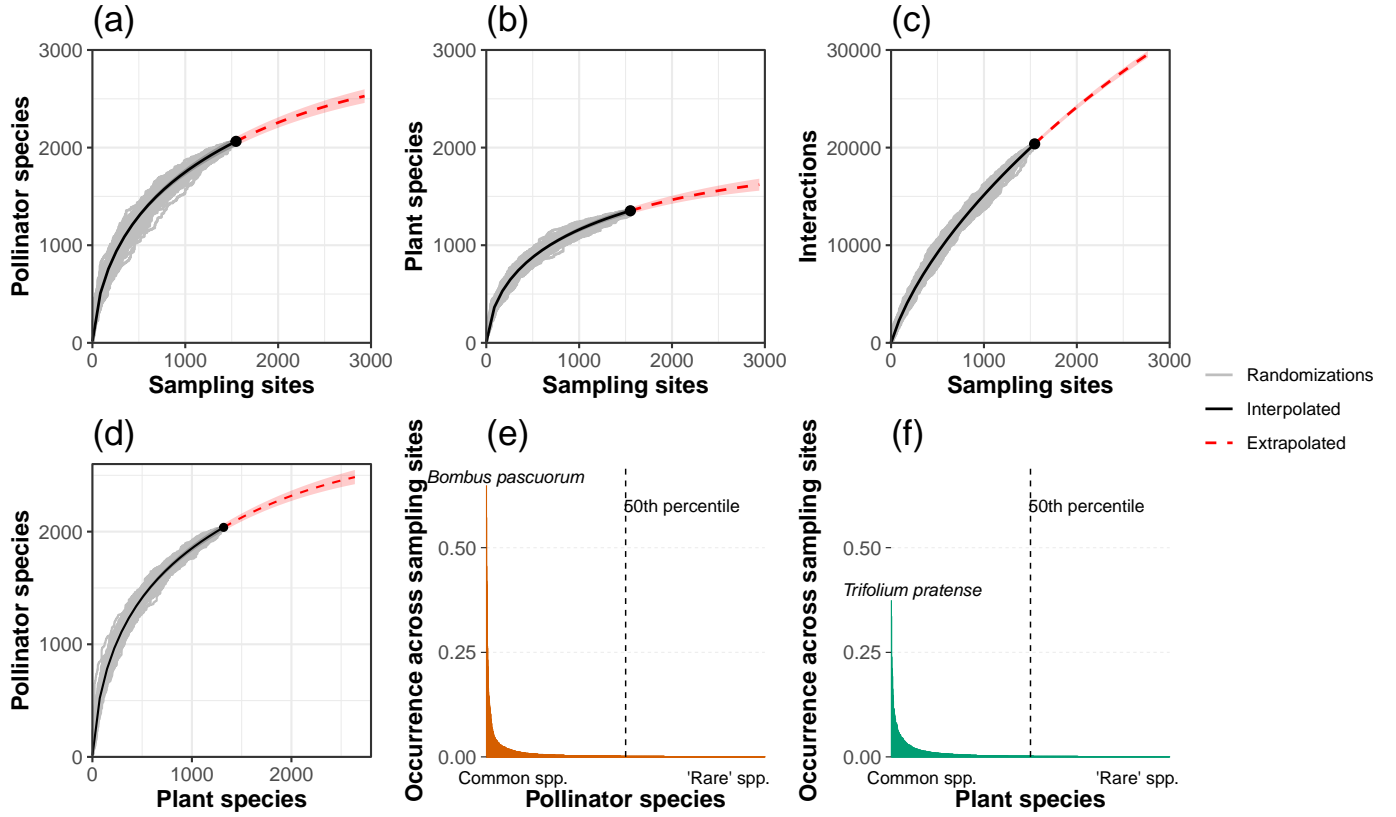 (a)
Pollinator species
3000
2000
1000
0
0 1000 2000 3000
Sampling sites
(b)
Plant species
3000
2000
1000
0
0 1000 2000 3000
Sampling sites
(c)
Interactions
30000
20000
10000
0
0 1000 2000 3000
Sampling sites
Randomizations
Interpolated
Extrapolated
(d)
Pollinator species
2000
1000
0
0 1000 2000
Plant species
(e)
Occurrence across sampling sites
Bombus pascuorum
50th percentile
0.50
0.25
0.00
Common spp. 'Rare' spp.
Pollinator species
(f)
Occurrence across sampling sites
50th percentile
0.50
Trifolium pratense
0.25
0.00
Common spp. 'Rare' spp.
Plant species